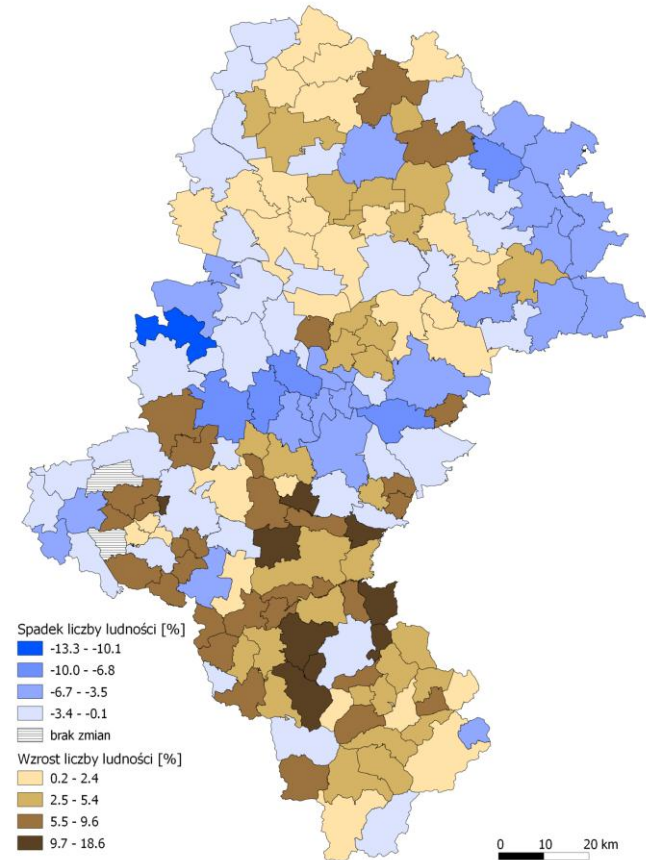 Spadek liczby ludności [%]
-13.3 - -10.1
-10.0 - -6.8
-6.7 - -3.5
-3.4 - -0.1
brak zmian
Wzrost liczby ludności [%]
0.2 - 2.4
2.5 - 5.4
5.5 - 9.6
9.7 - 18.6
0 10 20 km